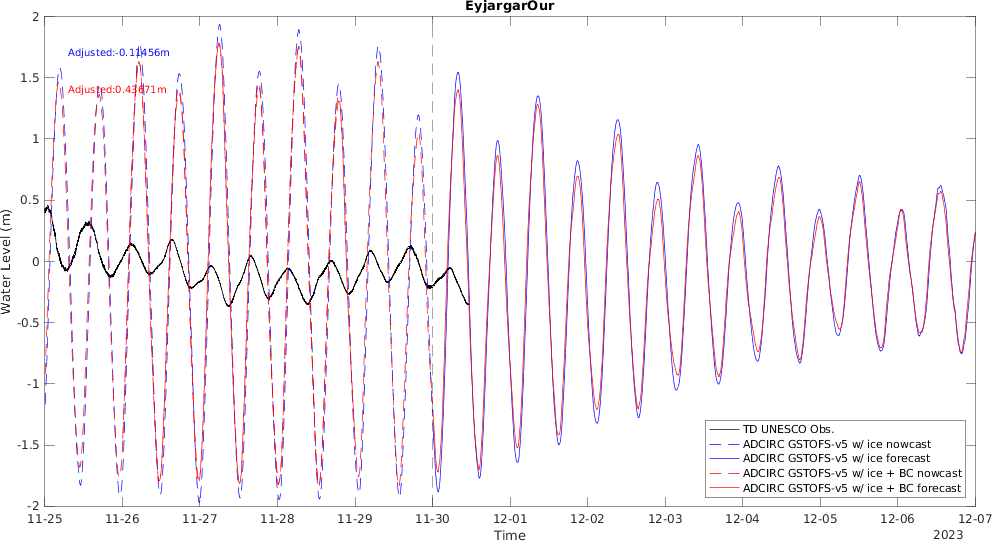 EyjargarOur
Adjusted:-0.11456m
Adjusted:0.43671m
Water Level (m)
2
1.5
1
0.5
0
-0.5
-1
-1.5
-2
TD UNESCO Obs.
ADCIRC GSTOFS-v5 w/ ice nowcast
ADCIRC GSTOFS-v5 w/ ice forecast
ADCIRC GSTOFS-v5 w/ ice + BC nowcast
ADCIRC GSTOFS-v5 w/ ice + BC forecast
11-25 11-26 11-27 11-28 11-29 11-30 12-01 12-02 12-03 12-04 12-05 12-06 12-07
Time
2023